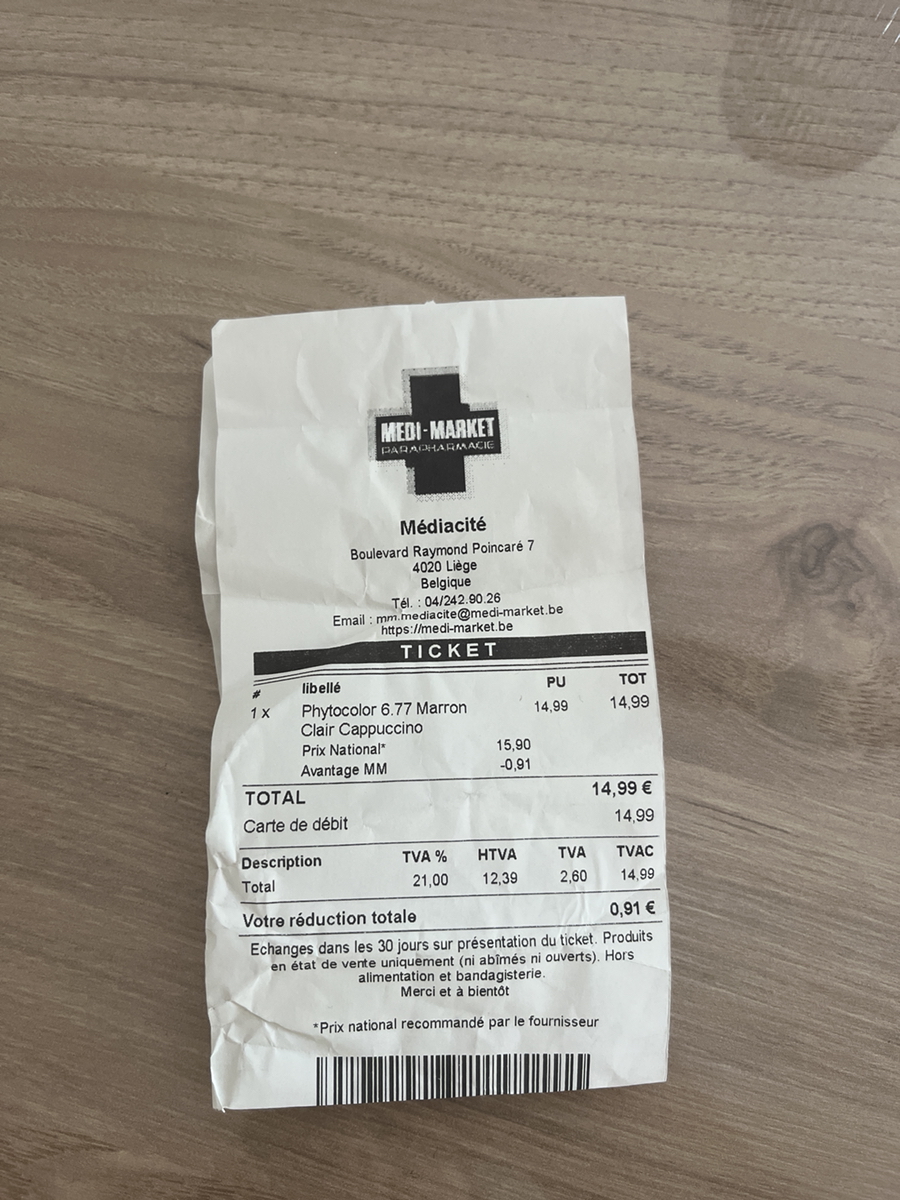 MEDI-MARKET
PARAPHARMACIE
Médiacité
Boulevard Raymond Poincaré 7
4020 Liège
Belgique
Tél. : 04/242.90.26
Email : mm.mediacite@medi-market.be
https://medi-market.be
TICKET
# libellé PU TOT
1 x Phytocolor 6.77 Marron 14,99 14,99
Clair Cappuccino
Prix National* 15,90
Avantage MM -0,91
TOTAL 14,99 €
Carte de débit 14,99
Description TVA % HTVA TVA TVAC
Total 21,00 12,39 2,60 14,99
Votre réduction totale 0,91 €
Echanges dans les 30 jours sur présentation du ticket. Produits
en état de vente uniquement (ni abîmés ni ouverts). Hors
alimentation et bandagisterie.
Merci et à bientôt
*Prix national recommandé par le fournisseur